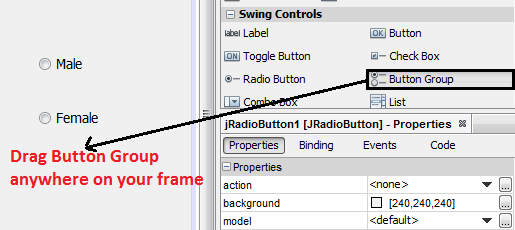 Male
Female
Drag Button Group
anywhere on your frame
Swing Controls
label Label
OK Button
ON Toggle Button
Check Box
Radio Button
Button Group
Combo Box
List
jRadioButton1 [JRadioButton] - Properties
Properties Binding Events Code
Properties
action <none> ...
background [240,240,240] ...
model <default> ...